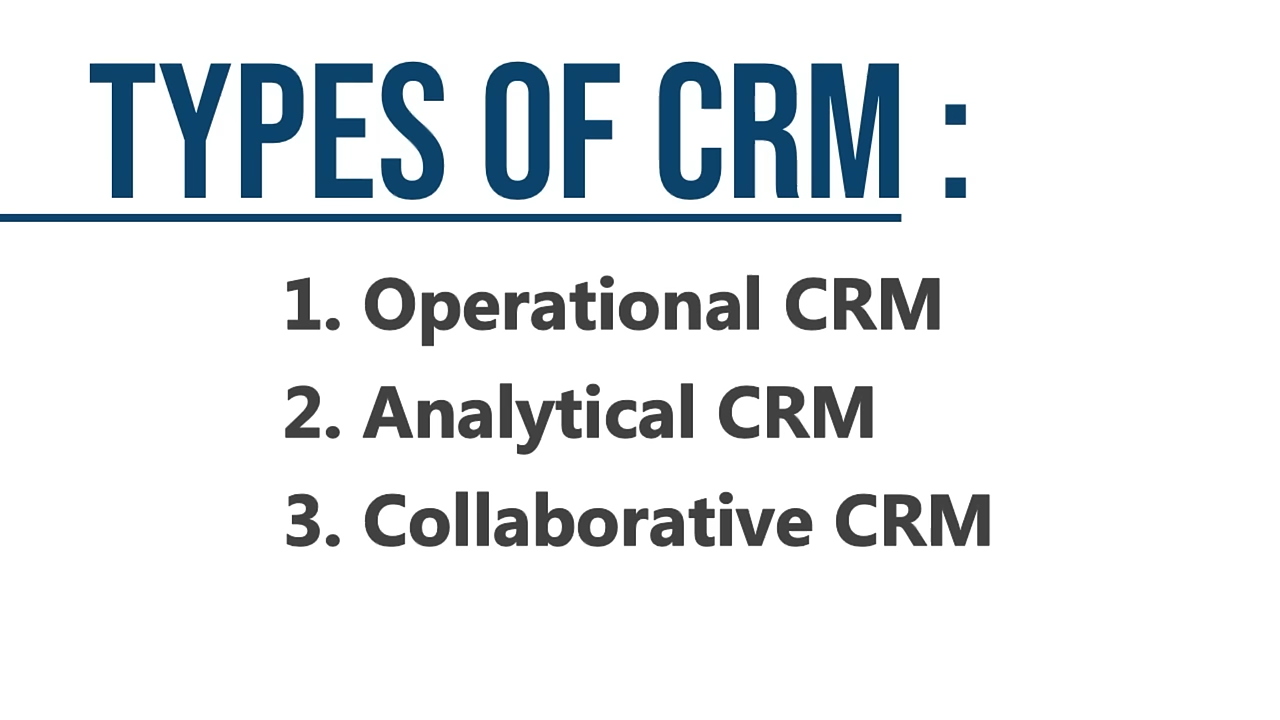 TYPES OF CRM :
1. Operational CRM
2. Analytical CRM
3. Collaborative CRM